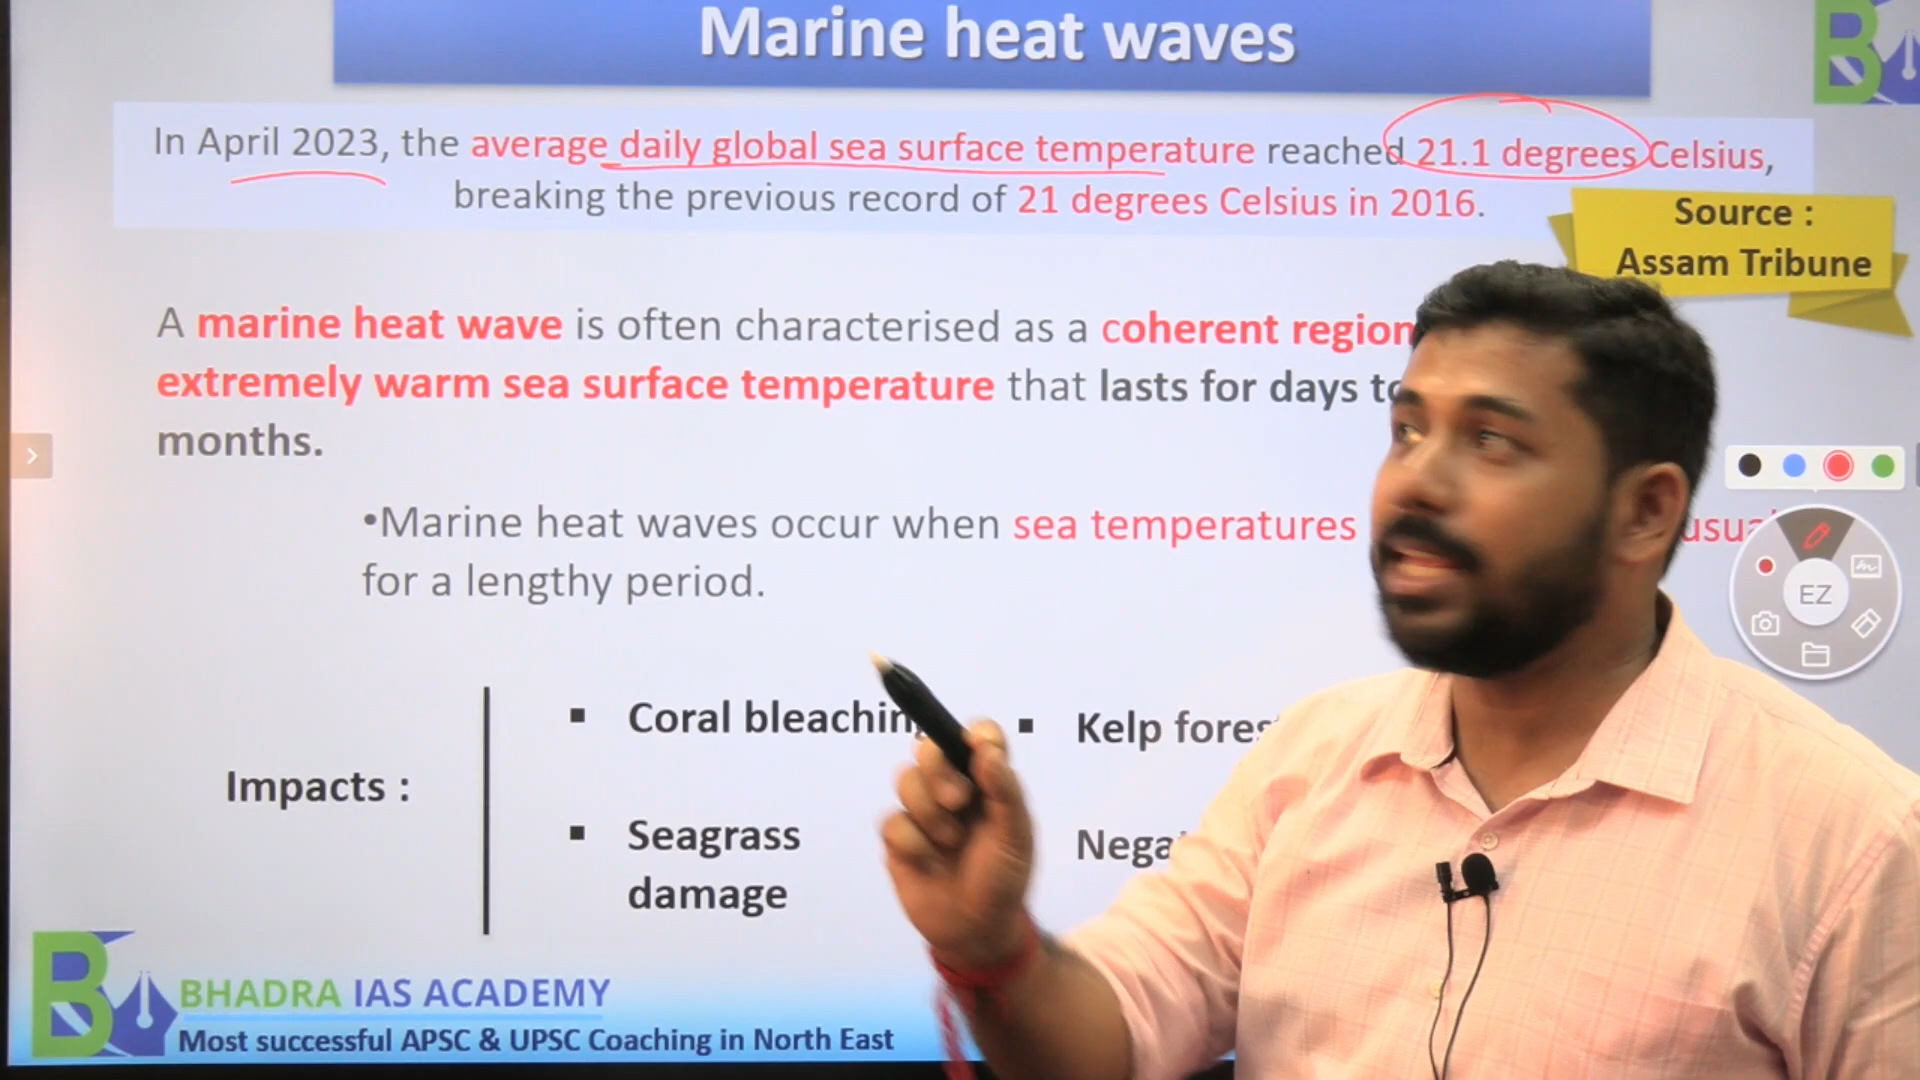 Marine heat waves
In April 2023, the average daily global sea surface temperature reached 21.1 degrees Celsius,
breaking the previous record of 21 degrees Celsius in 2016.
Source :
Assam Tribune
A marine heat wave is often characterised as a coherent region
extremely warm sea surface temperature that lasts for days to
months.
•Marine heat waves occur when sea temperatures
for a lengthy period.
EZ
Impacts :
▪ Coral bleaching
▪ Kelp
▪ Seagrass
damage
BHADRA IAS ACADEMY
Most successful APSC & UPSC Coaching in North East